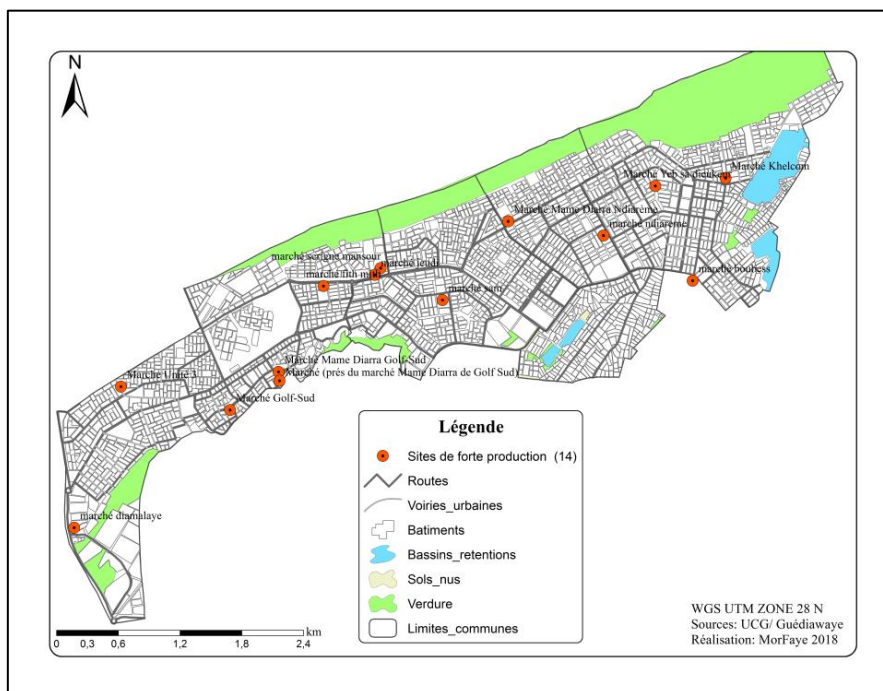 N
Marché Khelcom
Marché Yeb sa dieukeur
Marché Mame Diarra Ndiareme
marché ndiareme
marché serigne mansour
marché jeudi
marché fith mith
marché bouness
marché sam
Marché Mame Diarra Golf-Sud
Marché (prés du marché Mame Diarra de Golf Sud)
Marché Unité 3
Marché Golf-Sud
marché diamalaye
Légende
Sites de forte production (14)
Routes
Voiries_urbaines
Batiments
Bassins_retentions
Sols_nus
Verdure
Limites_communes
km
0 0,3 0,6 1,2 1,8 2,4
WGS UTM ZONE 28 N
Sources: UCG/ Guédiawaye
Réalisation: MorFaye 2018